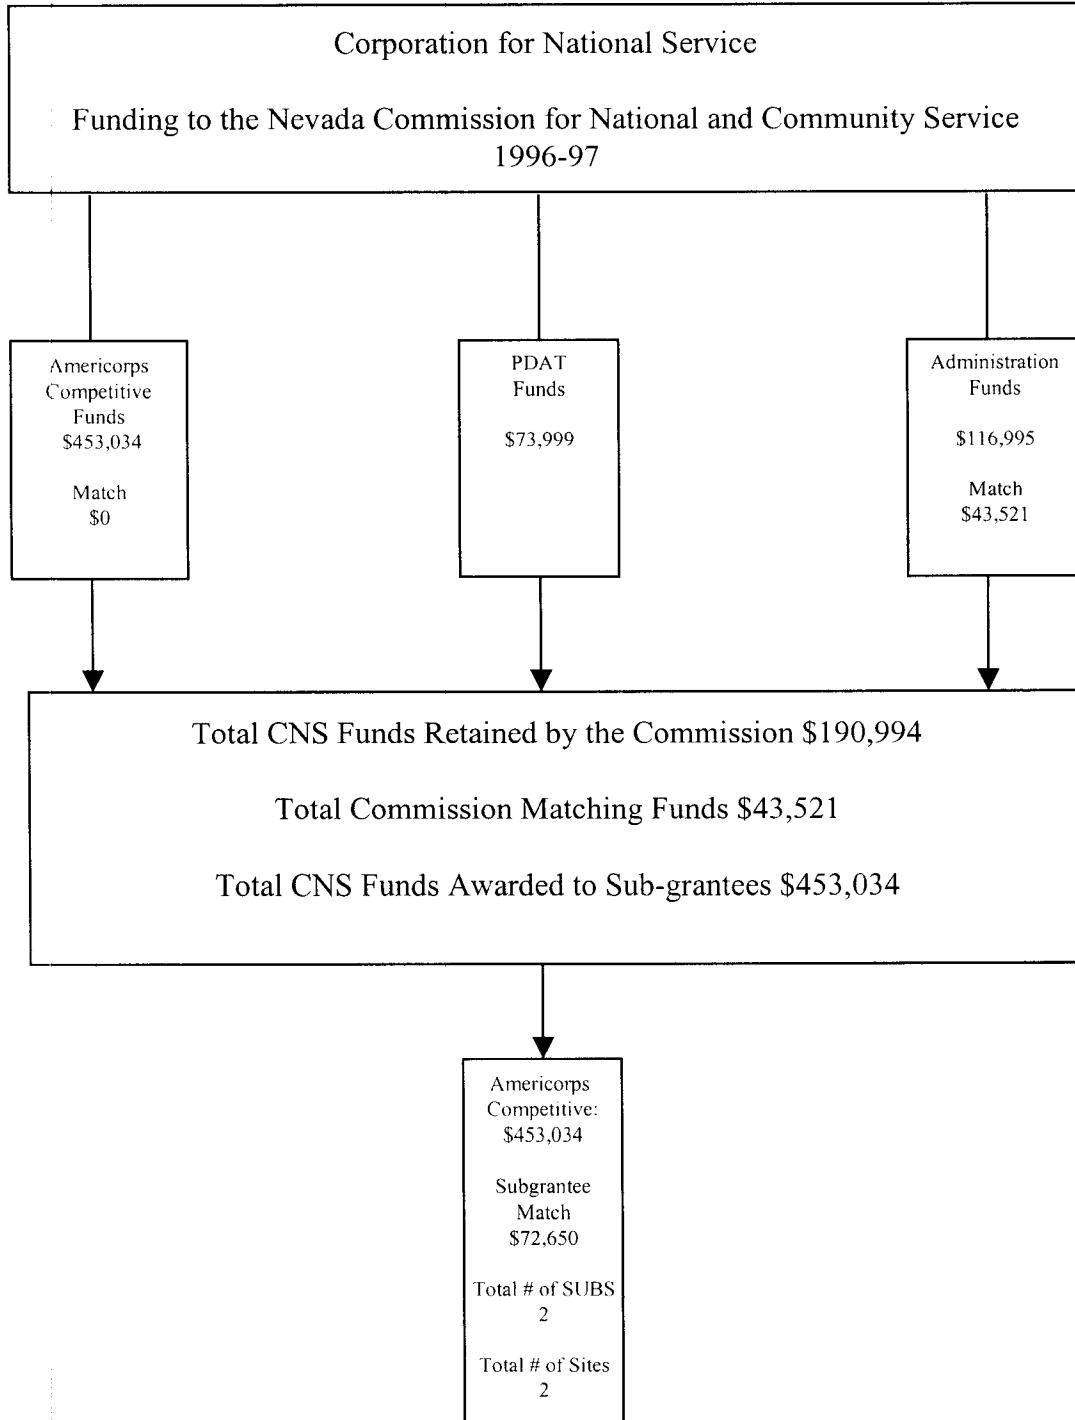 Corporation for National Service
Funding to the Nevada Commission for National and Community Service
1996-97
Americorps
Competitive
Funds
$453,034
Match
$0
PDAT
Funds
$73,999
Administration
Funds
$116,995
Match
$43,521
Total CNS Funds Retained by the Commission $190,994
Total Commission Matching Funds $43,521
Total CNS Funds Awarded to Sub-grantees $453,034
Americorps
Competitive:
$453,034
Subgrantee
Match
$72,650
Total # of SUBS
2
Total # of Sites
2